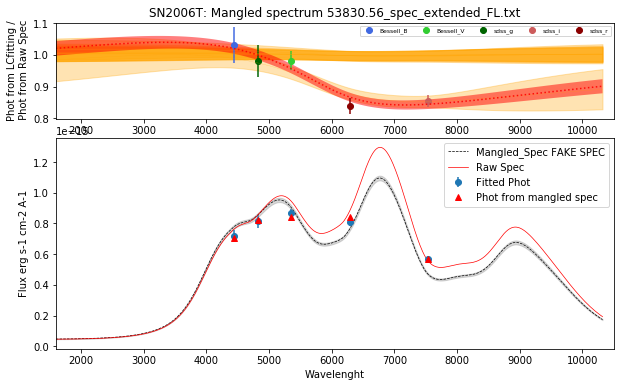 SN2006T: Mangled spectrum 53830.56_spec_extended_FL.txt
Phot from LCfitting /
Phot from Raw Spec
1.1
1.0
0.9
0.8
Bessell_B Bessell_V sdss_g sdss_i sdss_r
2000 3000 4000 5000 6000 7000 8000 9000 10000
Flux erg s-1 cm-2 A-1
1.2
1.0
0.8
0.6
0.4
0.2
0.0
Mangled_Spec FAKE SPEC
Raw Spec
Fitted Phot
Phot from mangled spec
2000 3000 4000 5000 6000 7000 8000 9000 10000
Wavelenght